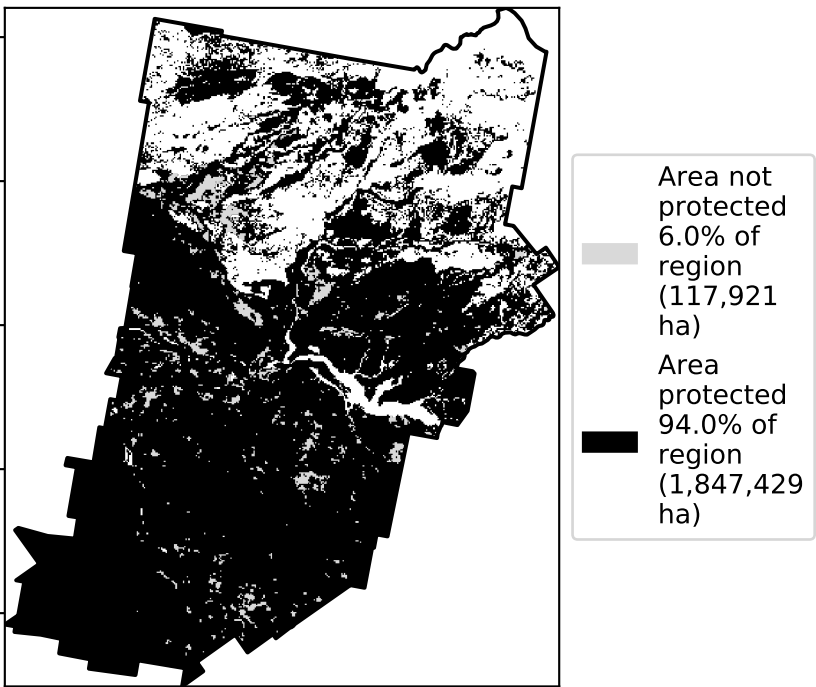 Area not
protected
6.0% of
region
(117,921
ha)
Area
protected
94.0% of
region
(1,847,429
ha)